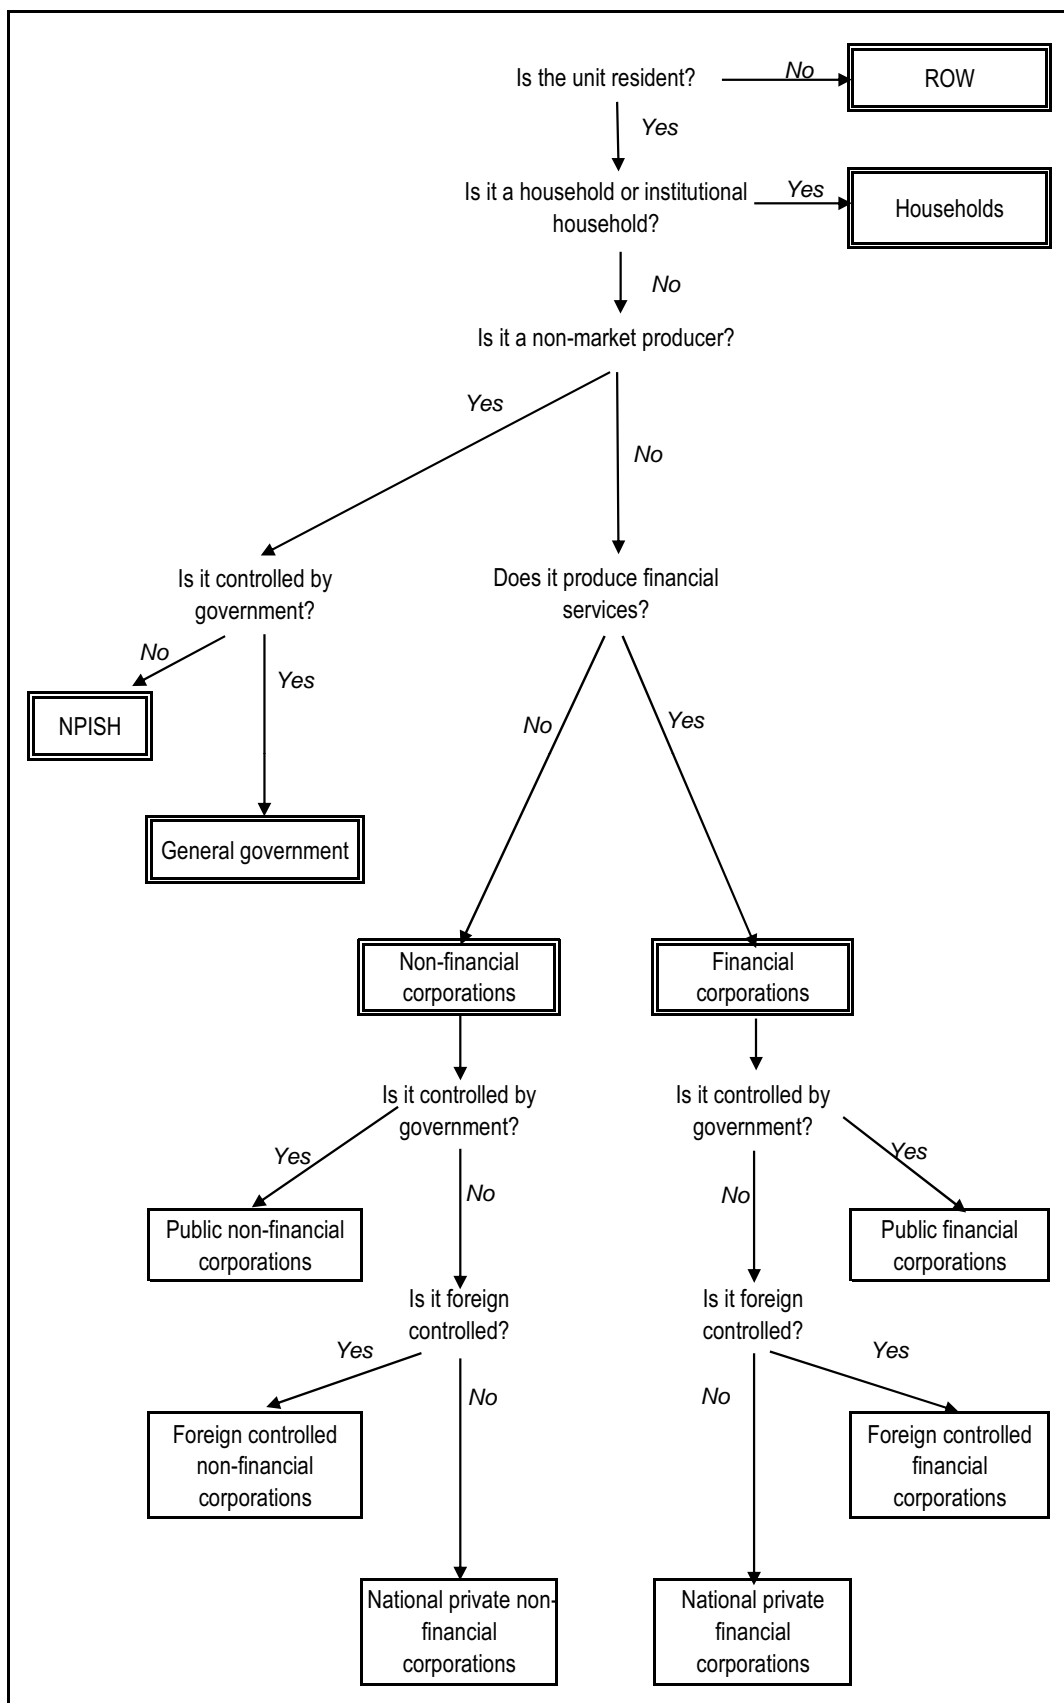 Is the unit resident?
No
ROW
Yes
Is it a household or institutional
household?
Yes
Households
No
Is it a non-market producer?
Yes
No
Is it controlled by
government?
Does it produce financial
services?
No
Yes
NPISH
No
Yes
General government
Non-financial
corporations
Financial
corporations
Is it controlled by
government?
Is it controlled by
government?
Yes
No
No
Yes
Public non-financial
corporations
Public financial
corporations
Is it foreign
controlled?
Is it foreign
controlled?
Yes
No
No
Yes
Foreign controlled
non-financial
corporations
Foreign controlled
financial
corporations
National private non-
financial
corporations
National private
financial
corporations